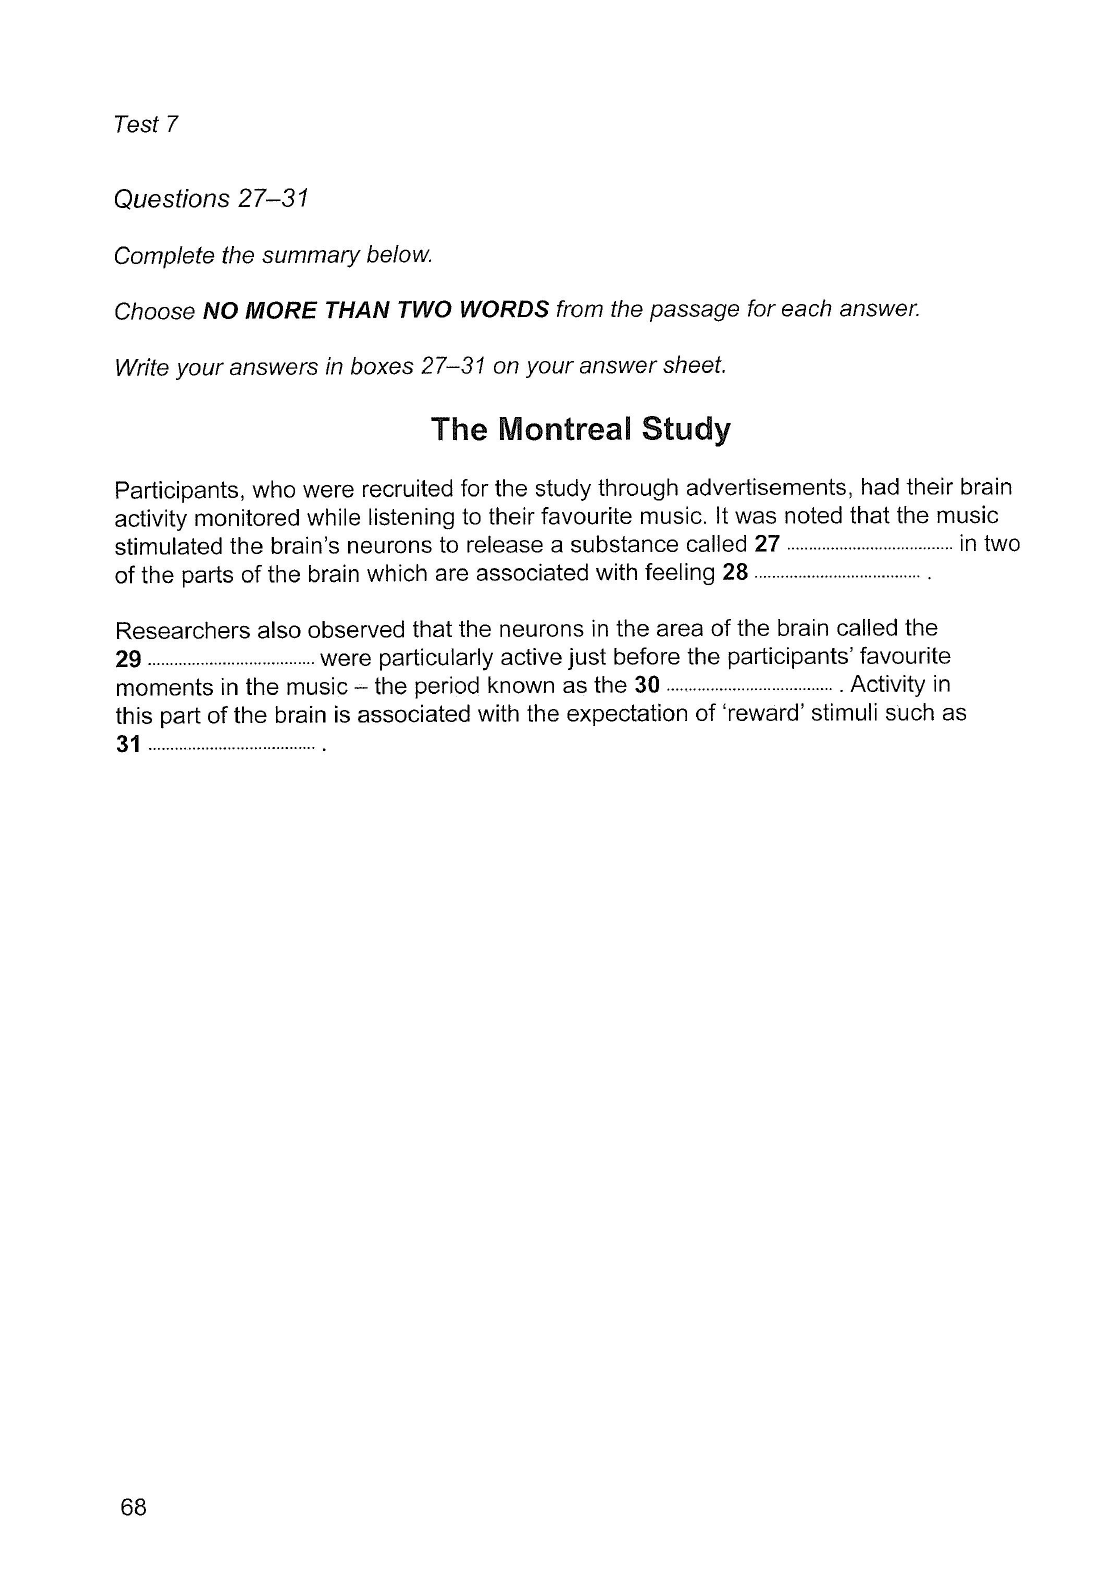 Test 7
Questions 27–31
Complete the summary below.
Choose NO MORE THAN TWO WORDS from the passage for each answer.
Write your answers in boxes 27–31 on your answer sheet.
The Montreal Study
Participants, who were recruited for the study through advertisements, had their brain
activity monitored while listening to their favourite music. It was noted that the music
stimulated the brain's neurons to release a substance called 27 ..................................... in two
of the parts of the brain which are associated with feeling 28 ..................................... .
Researchers also observed that the neurons in the area of the brain called the
29 ..................................... were particularly active just before the participants' favourite
moments in the music – the period known as the 30 ..................................... . Activity in
this part of the brain is associated with the expectation of 'reward' stimuli such as
31 ..................................... .
68